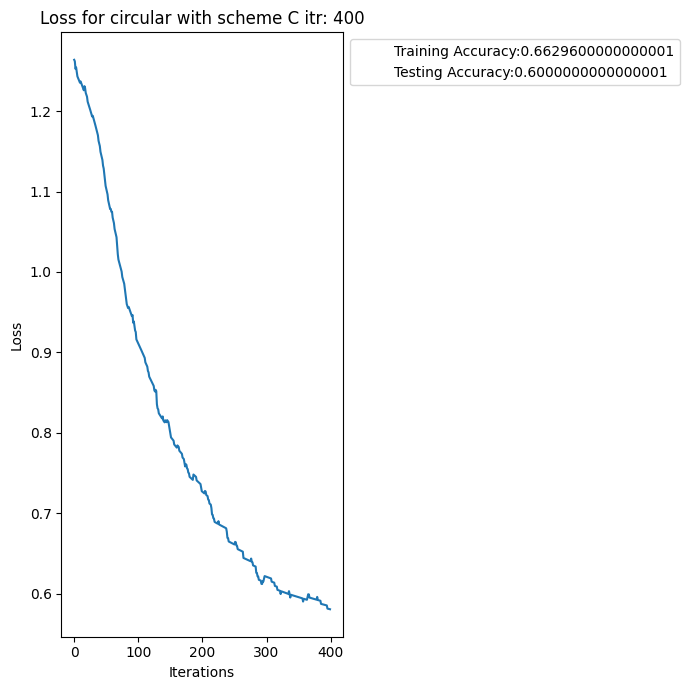 Loss for circular with scheme C itr: 400
Training Accuracy:0.6629600000000001
Testing Accuracy:0.6000000000000001
1.2
1.1
1.0
0.9
0.8
0.7
0.6
Loss
0 100 200 300 400
Iterations